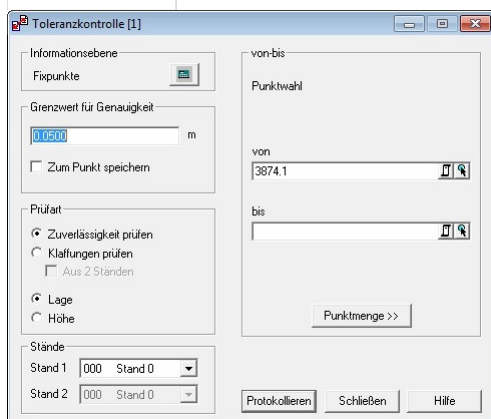 Toleranzkontrolle [1]
Informationsebene
Fixpunkte
Grenzwert für Genauigkeit
0.0500 m
Zum Punkt speichern
Prüfart
Zuverlässigkeit prüfen
Klaffungen prüfen
Aus 2 Ständen
Lage
Höhe
Stände
Stand 1 000 Stand 0
Stand 2 000 Stand 0
von-bis
Punktwahl
von
3874.1
bis
Punktmenge >>
Protokollieren Schließen Hilfe